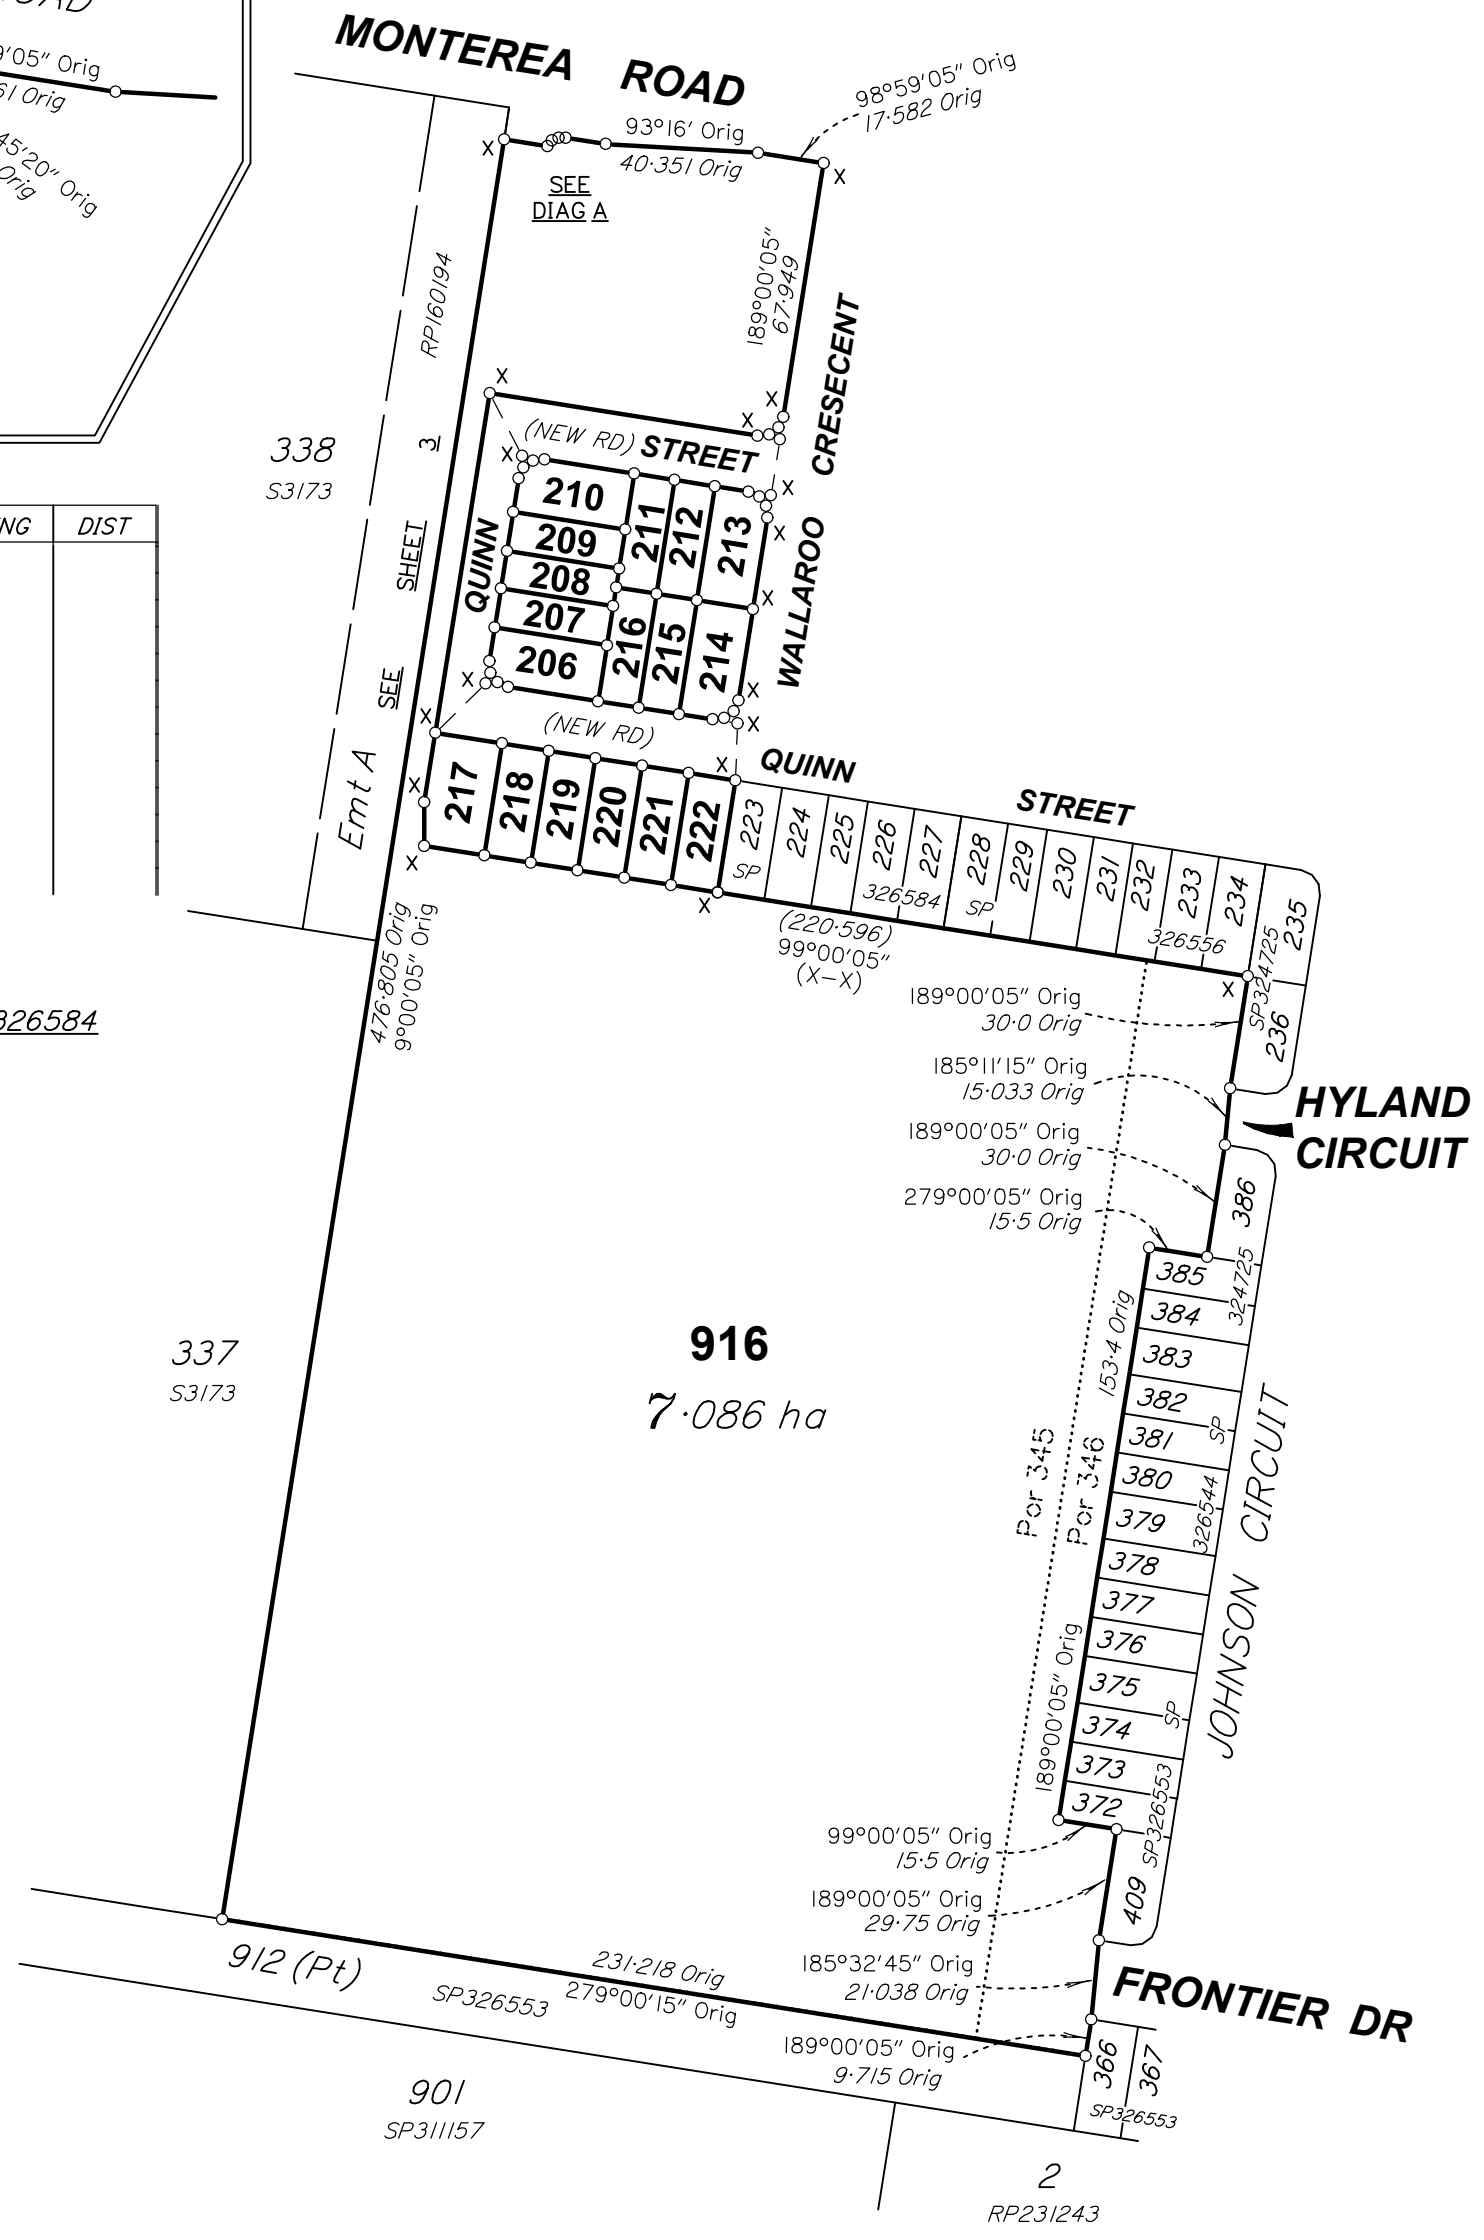 MONTEREA ROAD
9'05" Orig
61 Orig
45'20" Orig
Orig
98°59'05" Orig
17·582 Orig
93°16' Orig
40·351 Orig
X
X
SEE
DIAG A
189°00'05"
67·949
RP160194
CRESECENT
X
X
X
(NEW RD) STREET
338
S3173
3
SHEET
SEE
NG DIST
X
X
X
210
211
212
213
209
208
207
206
216
215
214
QUINN
WALLAROO
X
X
X
X
X
(NEW RD)
X
X
QUINN STREET
Emt A
X
X
X
217
218
219
220
221
222
223
224
225
226
227
228
229
230
231
232
233
234
235
236
SP
326584
SP
326556
SP324725
X
(220·596)
99°00'05"
(X-X)
476·805 Orig
9°00'05" Orig
326584
189°00'05" Orig
30·0 Orig
185°11'15" Orig
15·033 Orig
HYLAND
CIRCUIT
189°00'05" Orig
30·0 Orig
279°00'05" Orig
15·5 Orig
386
385
384
383
382
381
380
379
378
377
376
375
374
373
372
324725
SP
326544
SP
SP326553
153·4 Orig
189°00'05" Orig
916
7·086 ha
337
S3173
Por 345
Por 346
JOHNSON CIRCUIT
99°00'05" Orig
15·5 Orig
409
189°00'05" Orig
29·75 Orig
185°32'45" Orig
21·038 Orig
FRONTIER DR
912 (Pt)
SP326553
231·218 Orig
279°00'15" Orig
189°00'05" Orig
9·715 Orig
366
367
SP326553
901
SP311157
2
RP231243